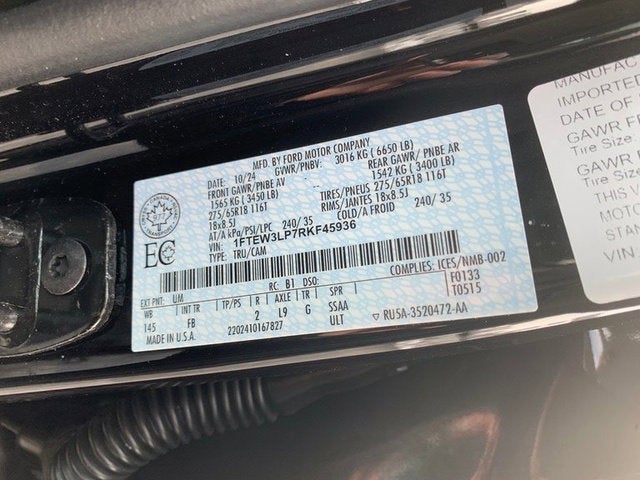 MFD. BY FORD MOTOR COMPANY
DATE: 10/24 GVWR/PNBV: 3016 KG ( 6650 LB)
FRONT GAWR/PNBE AV REAR GAWR/ PNBE AR
1565 KG ( 3450 LB) 1542 KG ( 3400 LB)
275/65R18 116T TIRES/PNEUS 275/65R18 116T
18x8.5J RIMS/JANTES 18x8.5J
AT/A kPa/PSI/LPC 240/ 35 COLD/A FROID 240/ 35
VIN: 1FTEW3LP7RKF45936
TYPE: TRU/CAM
EC
RC: B1 DSO: COMPLIES: ICES/NMB-002
EXT PNT: UM F0133
WB INT TR TP/PS R AXLE TR SSAA T0515
145 FB 2 L9 G ULT
MADE IN U.S.A. 2202410167827 RU5A-3520472-AA
MANUFAC
IMPORTED
DATE OF
GAWR FR
Tire Size
GAWR
Tire Size
THIS
MOTO
STAN
VIN: